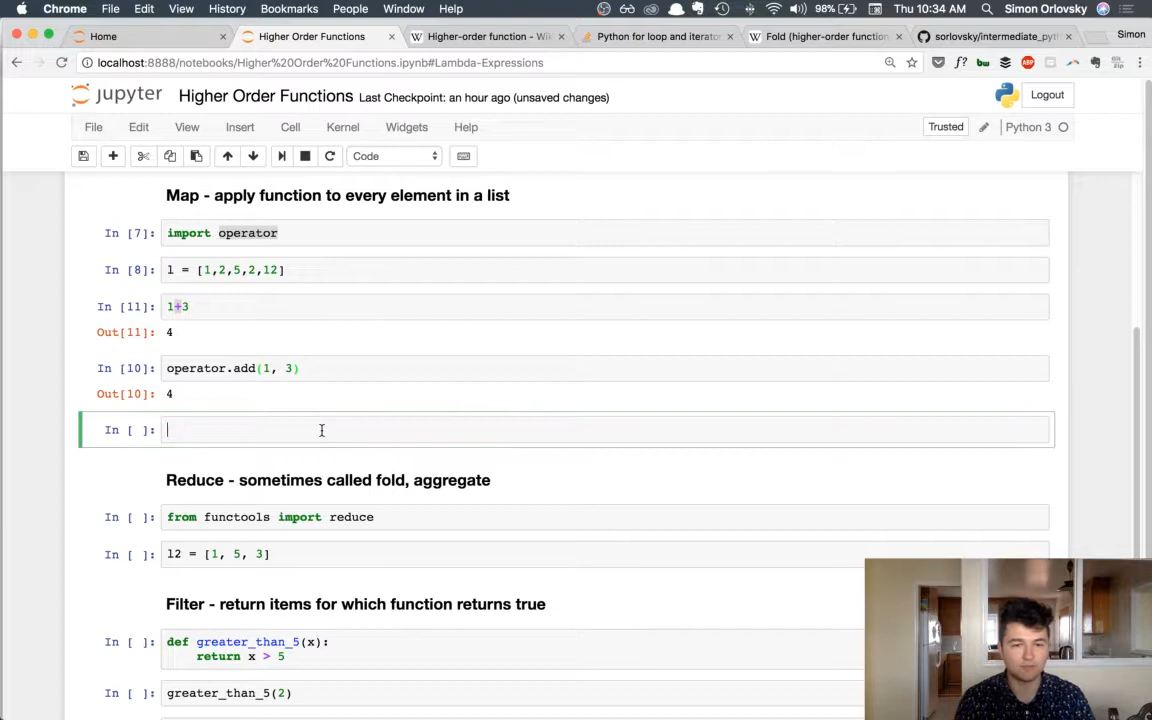 Chrome File Edit View History Bookmarks People Window Help 98% Thu 10:34 AM Simon Orlovsky
Home Higher Order Functions Higher-order function - Wiki Python for loop and iterator Fold (higher-order function sorlovsky/intermediate_pyth Simon
localhost:8888/notebooks/Higher%20Order%20Functions.ipynb#Lambda-Expressions
jupyter Higher Order Functions Last Checkpoint: an hour ago (unsaved changes) Logout
File Edit View Insert Cell Kernel Widgets Help Trusted Python 3
Code
Map - apply function to every element in a list
In [7]: import operator
In [8]: l = [1,2,5,2,12]
In [11]: 1+3
Out[11]: 4
In [10]: operator.add(1, 3)
Out[10]: 4
In [ ]:
Reduce - sometimes called fold, aggregate
In [ ]: from functools import reduce
In [ ]: l2 = [1, 5, 3]
Filter - return items for which function returns true
In [ ]: def greater_than_5(x):
return x > 5
In [ ]: greater_than_5(2)